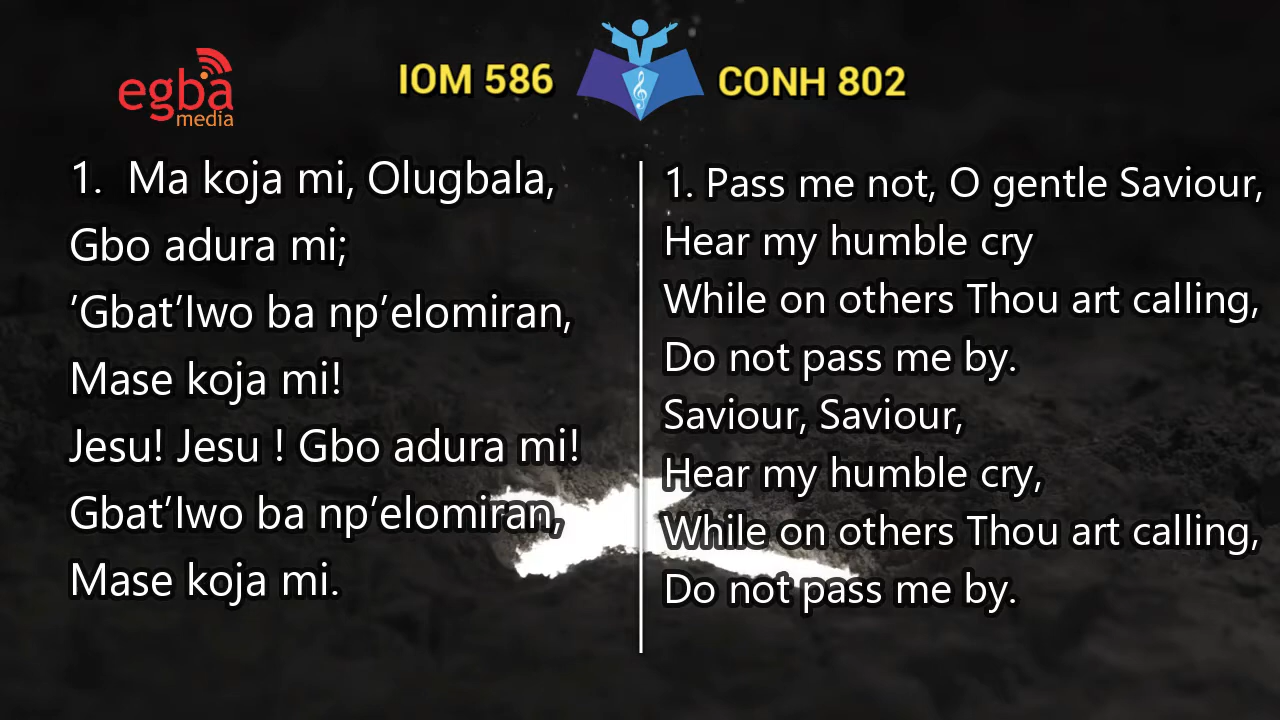 egba
media
IOM 586
CONH 802
1. Ma koja mi, Olugbala,
Gbo adura mi;
’Gbat’Iwo ba np’elomiran,
Mase koja mi!
Jesu! Jesu ! Gbo adura mi!
Gbat’Iwo ba np’elomiran,
Mase koja mi.
1. Pass me not, O gentle Saviour,
Hear my humble cry
While on others Thou art calling,
Do not pass me by.
Saviour, Saviour,
Hear my humble cry,
While on others Thou art calling,
Do not pass me by.